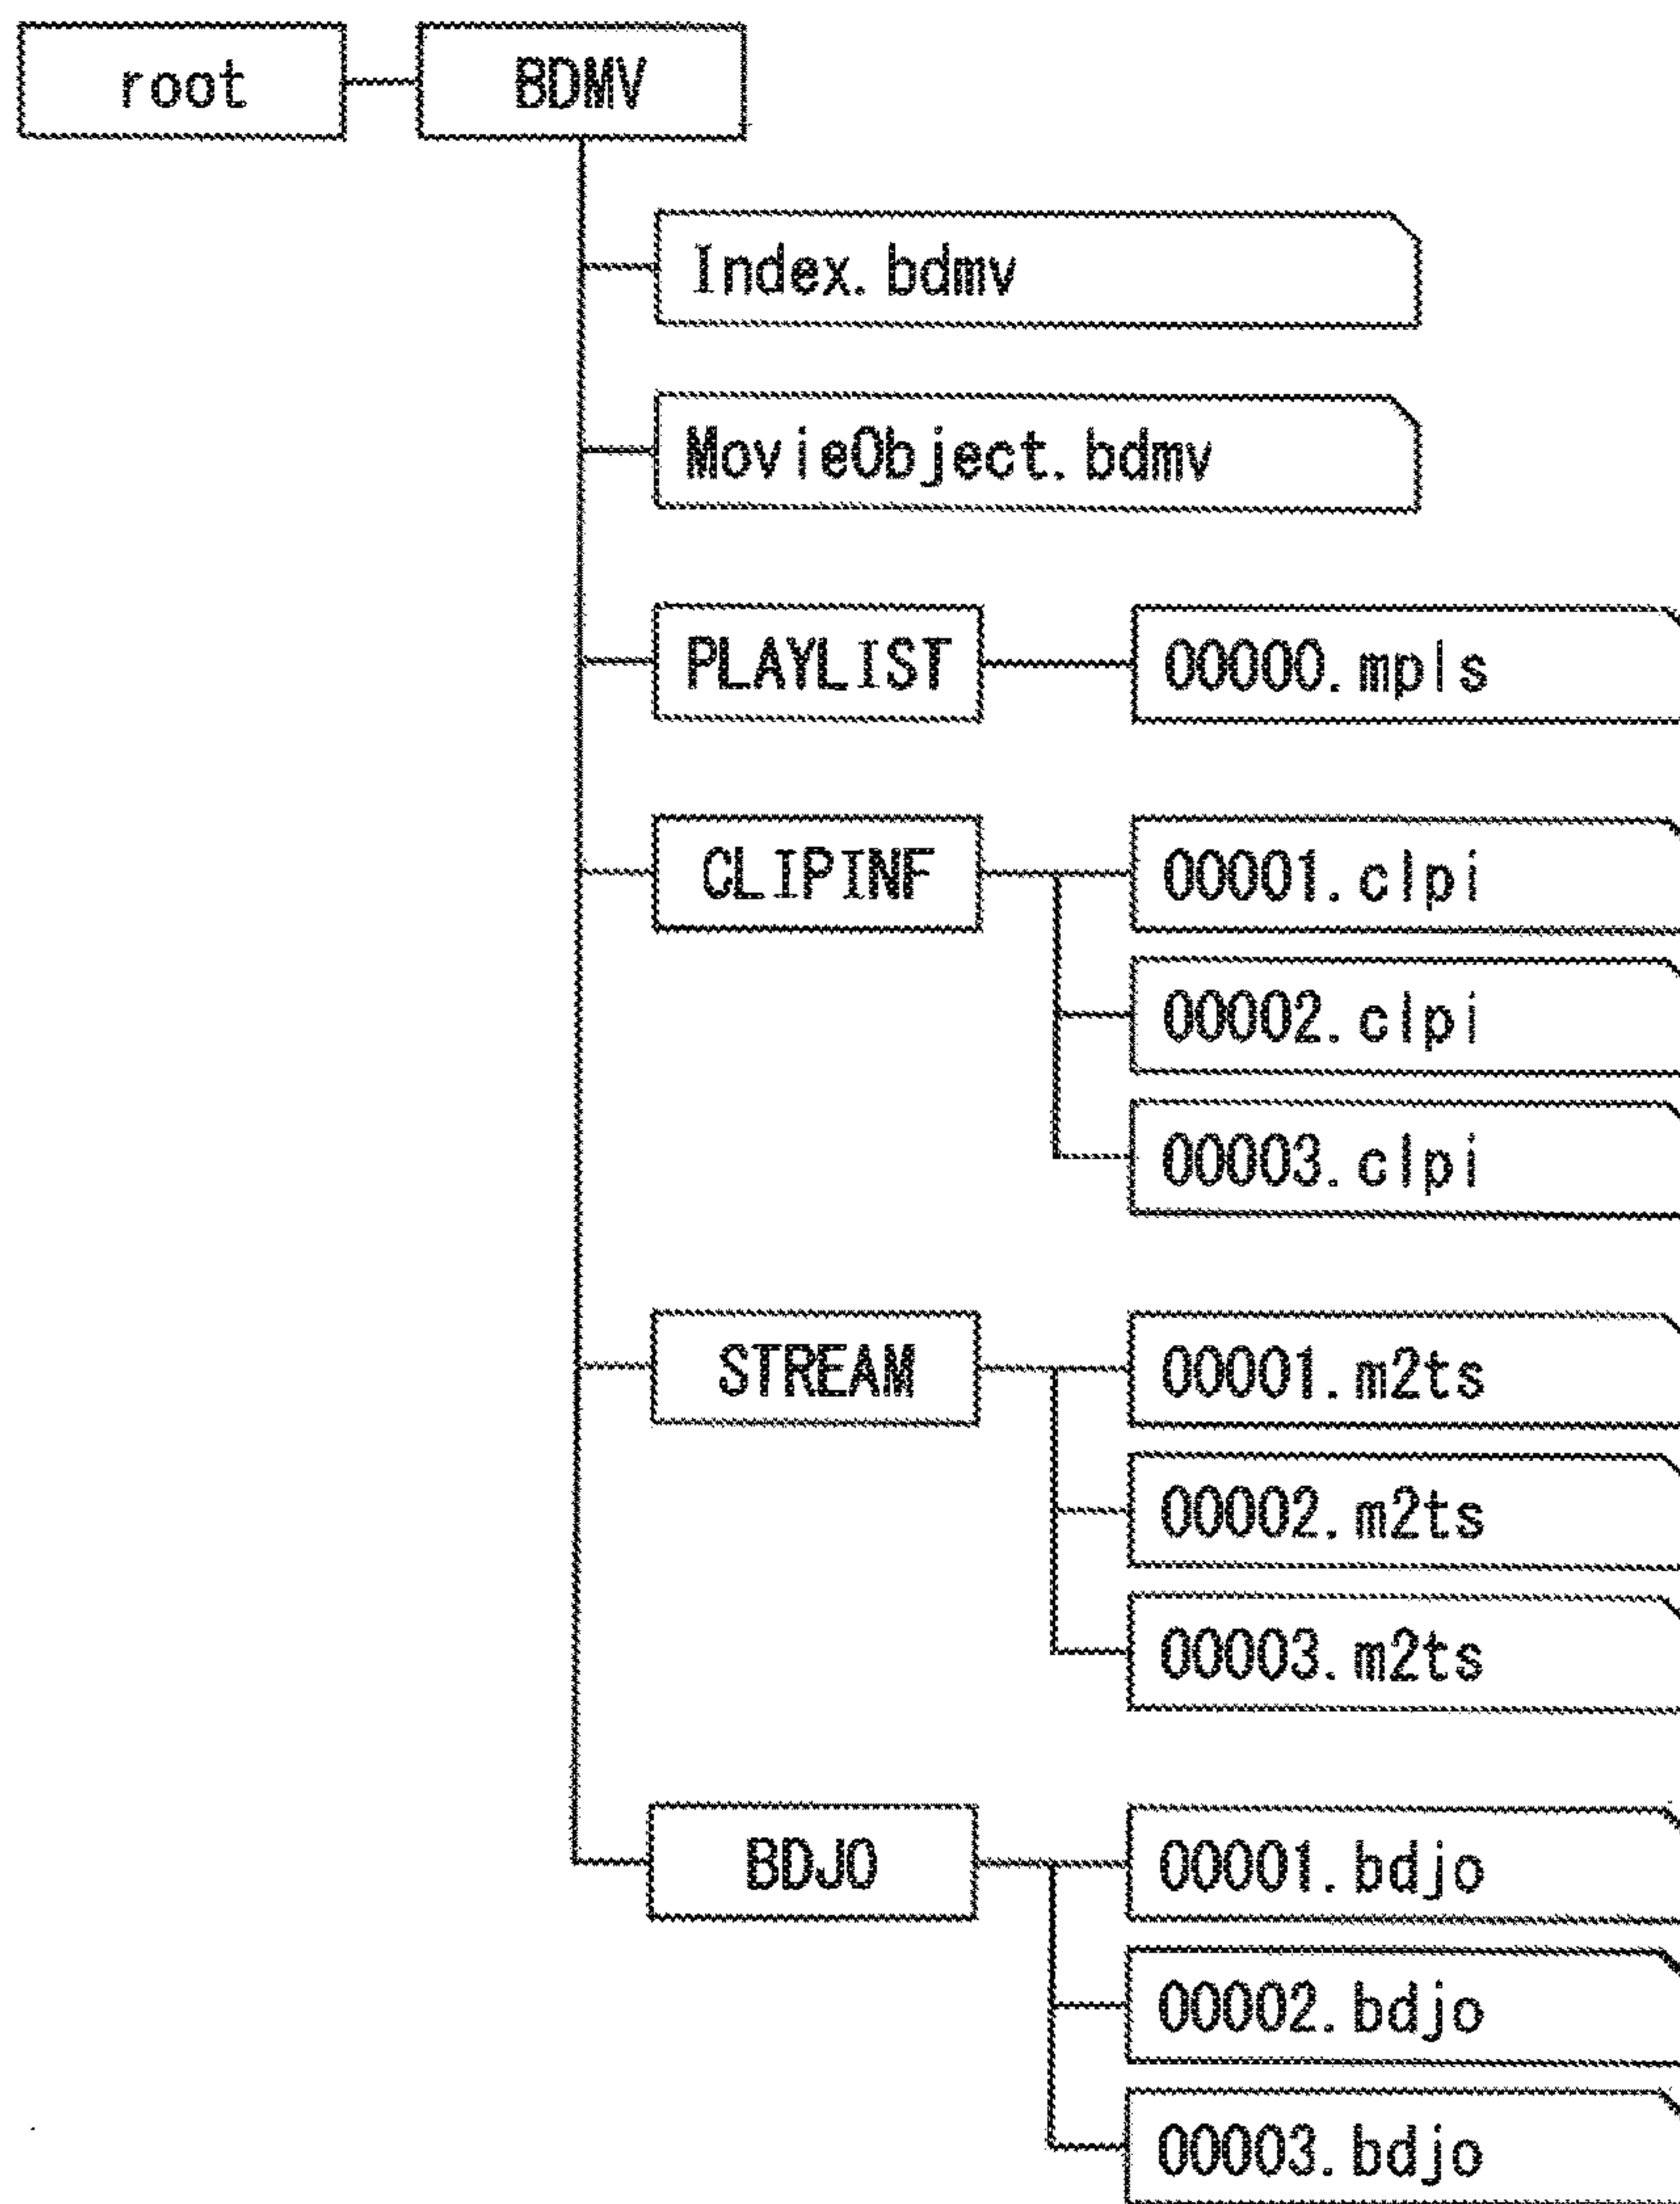 root
BDMV
Index.bdmv
MovieObject.bdmv
PLAYLIST
00000.mpls
CLIPINF
00001.clpi
00002.clpi
00003.clpi
STREAM
00001.m2ts
00002.m2ts
00003.m2ts
BDJO
00001.bdjo
00002.bdjo
00003.bdjo